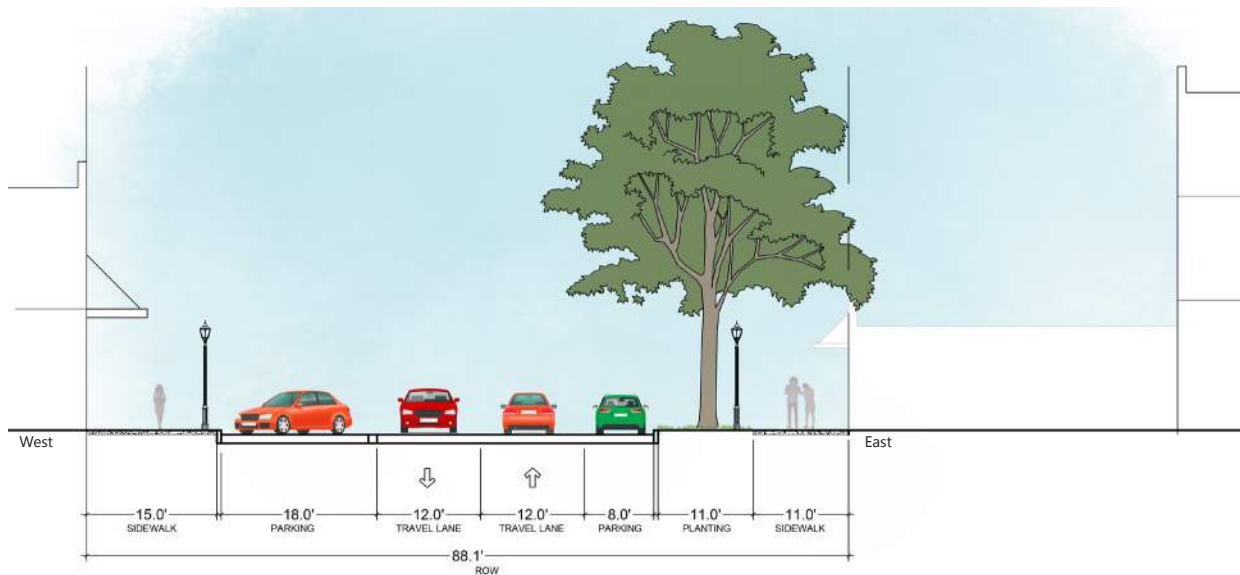 West
East
15.0'
SIDEWALK
18.0'
PARKING
12.0'
TRAVEL LANE
12.0'
TRAVEL LANE
8.0'
PARKING
11.0'
PLANTING
11.0'
SIDEWALK
88.1'
ROW